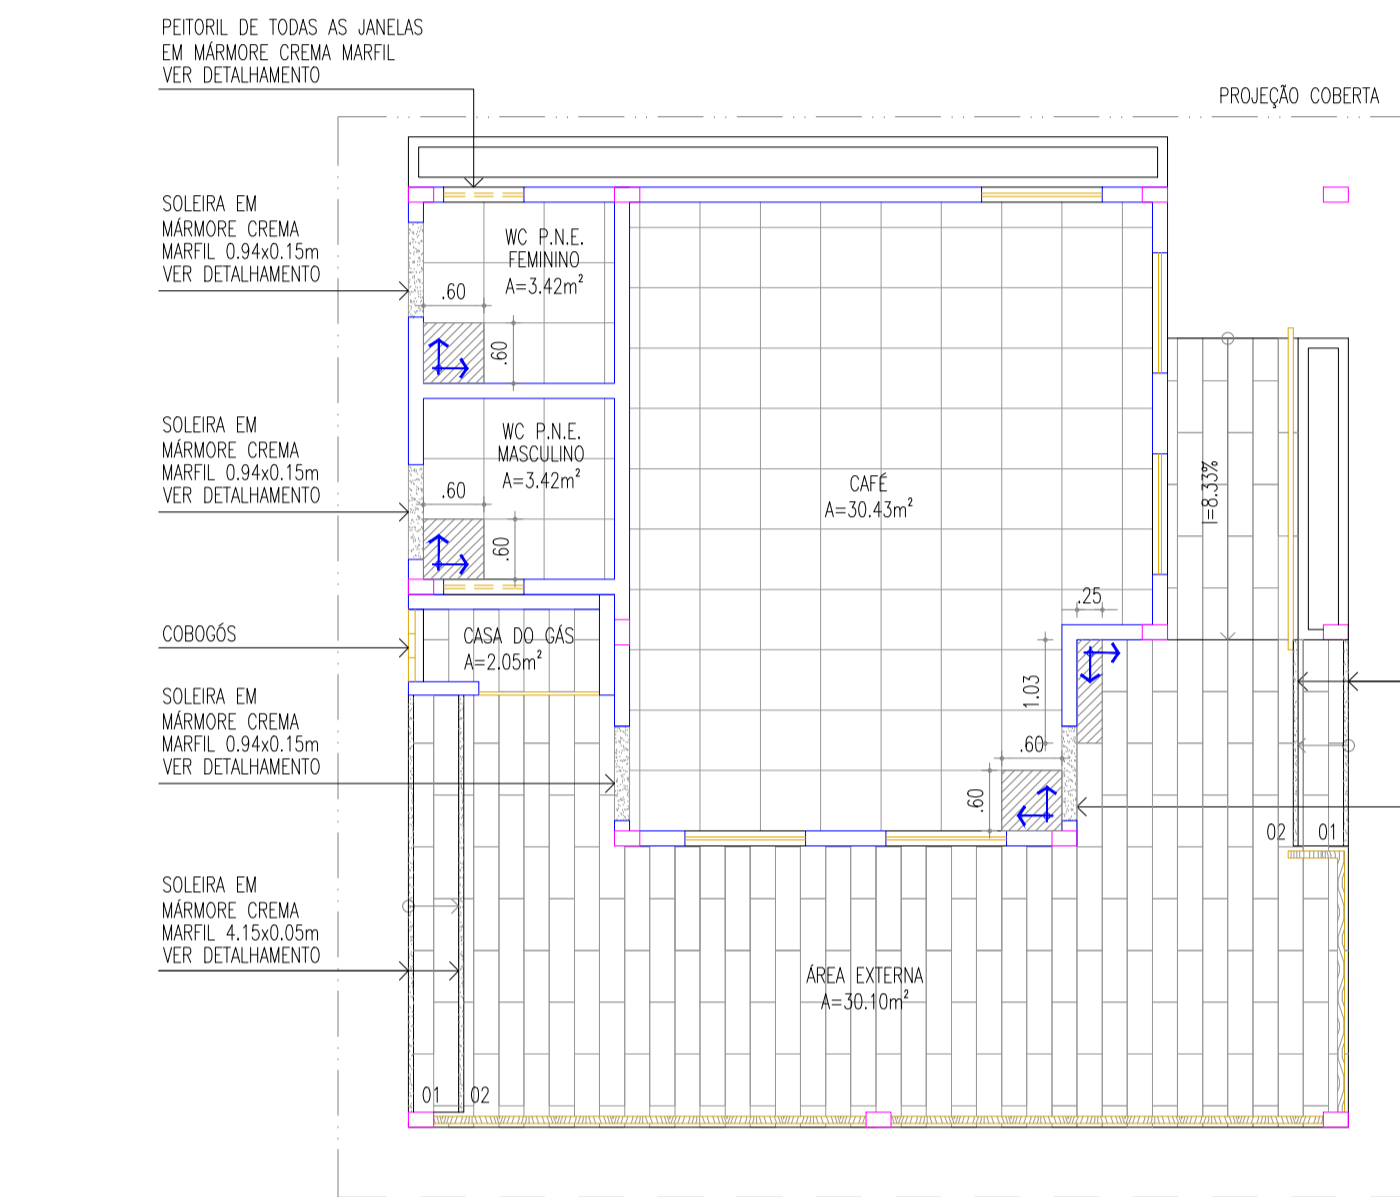 PEITORIL DE TODAS AS JANELAS
EM MÁRMORE CREMA MARFIL
VER DETALHAMENTO
PROJEÇÃO COBERTA
SOLEIRA EM
MÁRMORE CREMA
MARFIL 0.94x0.15m
VER DETALHAMENTO
WC P.N.E.
FEMININO
A=3.42m²
.60
.60
SOLEIRA EM
MÁRMORE CREMA
MARFIL 0.94x0.15m
VER DETALHAMENTO
WC P.N.E.
MASCULINO
A=3.42m²
.60
.60
CAFÉ
A=30.43m²
I=8.33%
.25
COBOGÓS
CASA DO GÁS
A=2.05m²
SOLEIRA EM
MÁRMORE CREMA
MARFIL 0.94x0.15m
VER DETALHAMENTO
1.03
.60
.60
02 01
SOLEIRA EM
MÁRMORE CREMA
MARFIL 4.15x0.05m
VER DETALHAMENTO
ÁREA EXTERNA
A=30.10m²
01 02